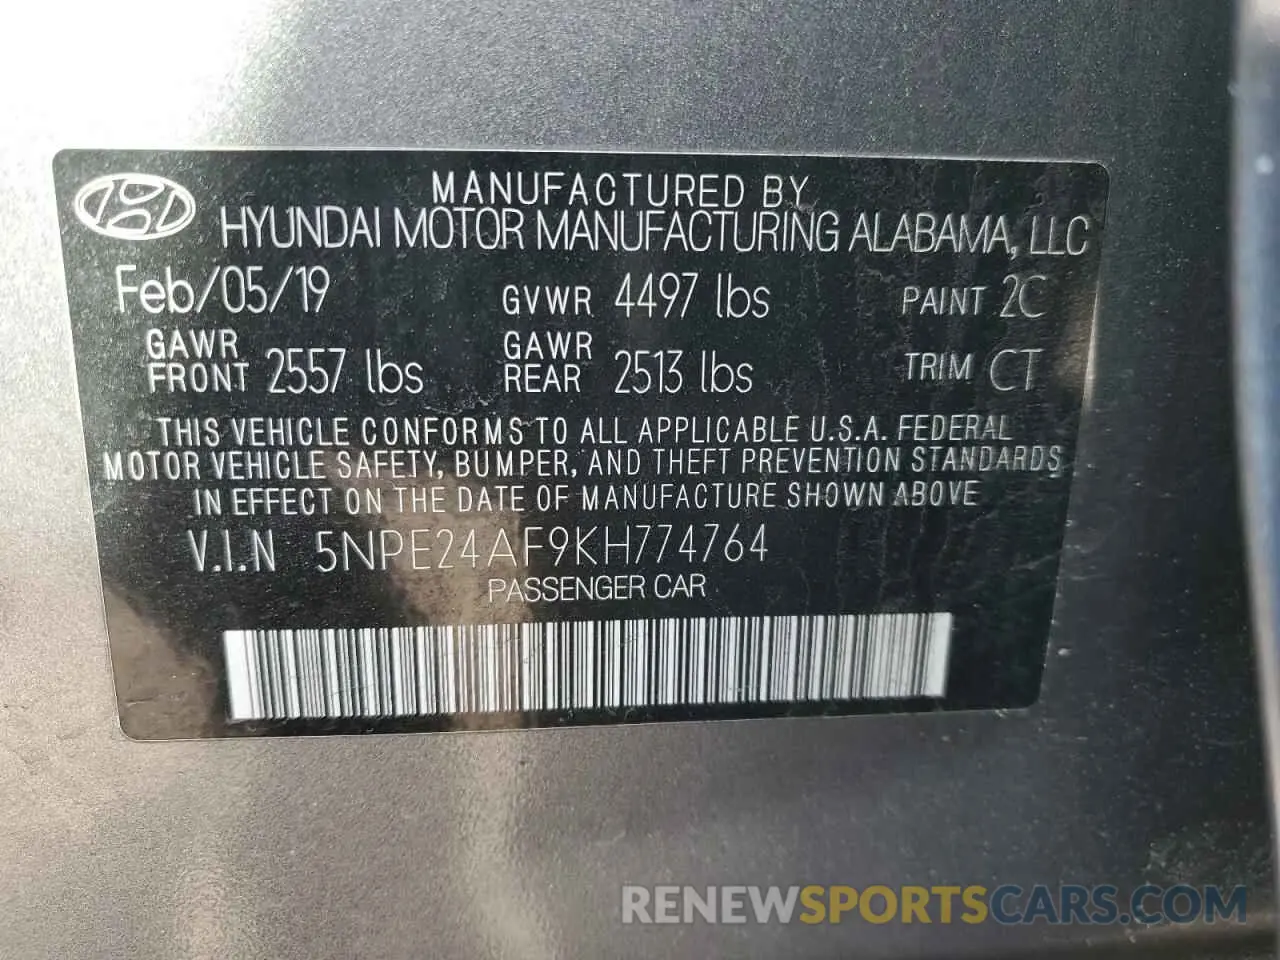 MANUFACTURED BY
HYUNDAI MOTOR MANUFACTURING ALABAMA, LLC
Feb/05/19 GVWR 4497 lbs PAINT 2C
GAWR FRONT 2557 lbs GAWR REAR 2513 lbs TRIM CT
THIS VEHICLE CONFORMS TO ALL APPLICABLE U.S.A. FEDERAL
MOTOR VEHICLE SAFETY, BUMPER, AND THEFT PREVENTION STANDARDS
IN EFFECT ON THE DATE OF MANUFACTURE SHOWN ABOVE
V.I.N 5NPE24AF9KH774764
PASSENGER CAR
RENEWSPORTSCARS.COM